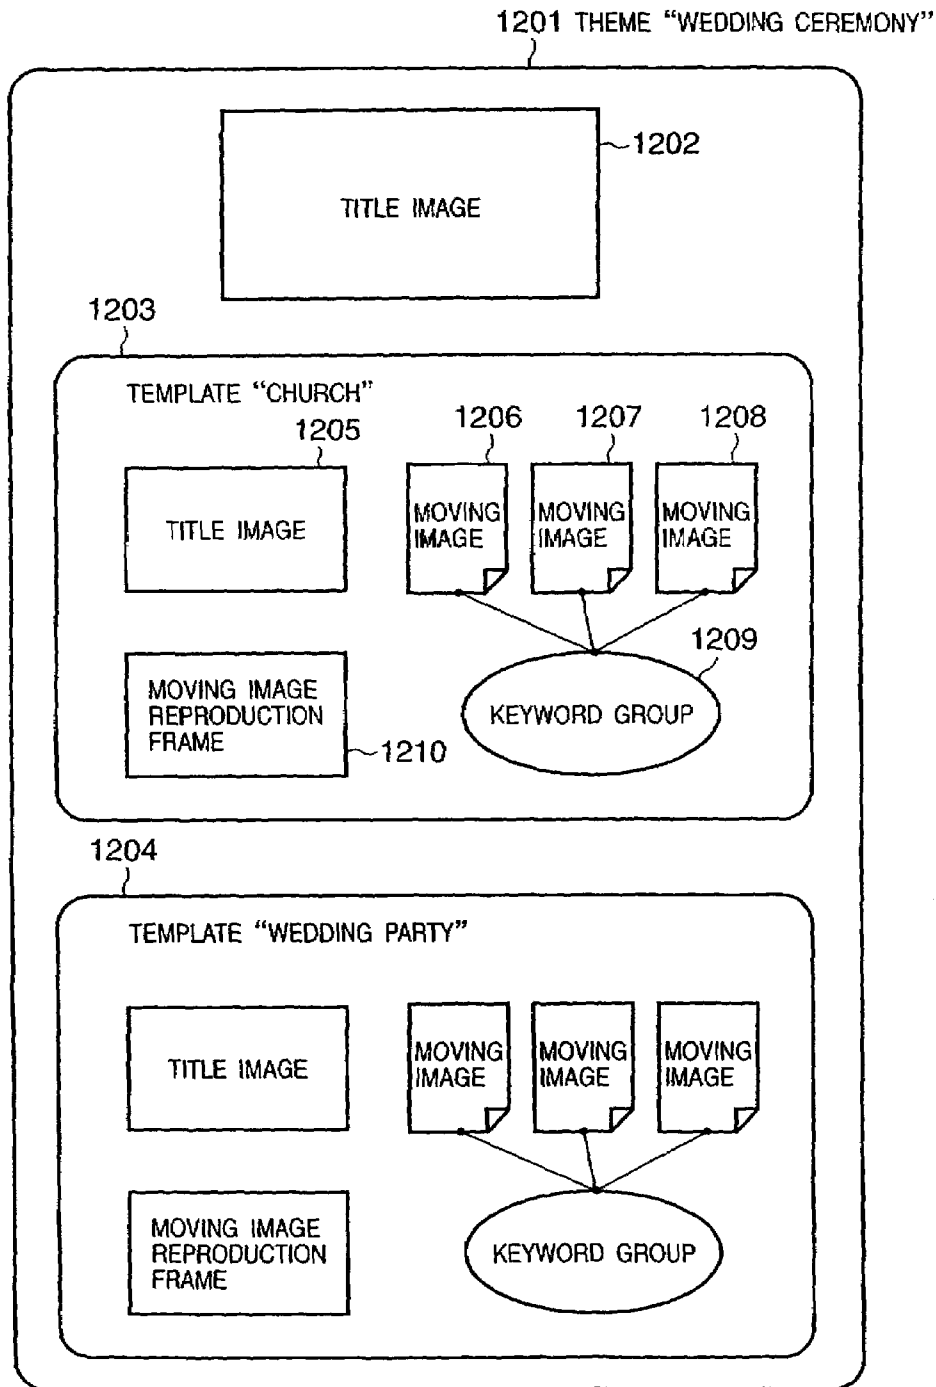 1201 THEME “WEDDING CEREMONY”
1202
TITLE IMAGE
1203
TEMPLATE “CHURCH”
1205
1206
1207
1208
TITLE IMAGE
MOVING
IMAGE
MOVING
IMAGE
MOVING
IMAGE
1209
MOVING IMAGE
REPRODUCTION
FRAME
1210
KEYWORD GROUP
1204
TEMPLATE “WEDDING PARTY”
TITLE IMAGE
MOVING
IMAGE
MOVING
IMAGE
MOVING
IMAGE
MOVING IMAGE
REPRODUCTION
FRAME
KEYWORD GROUP